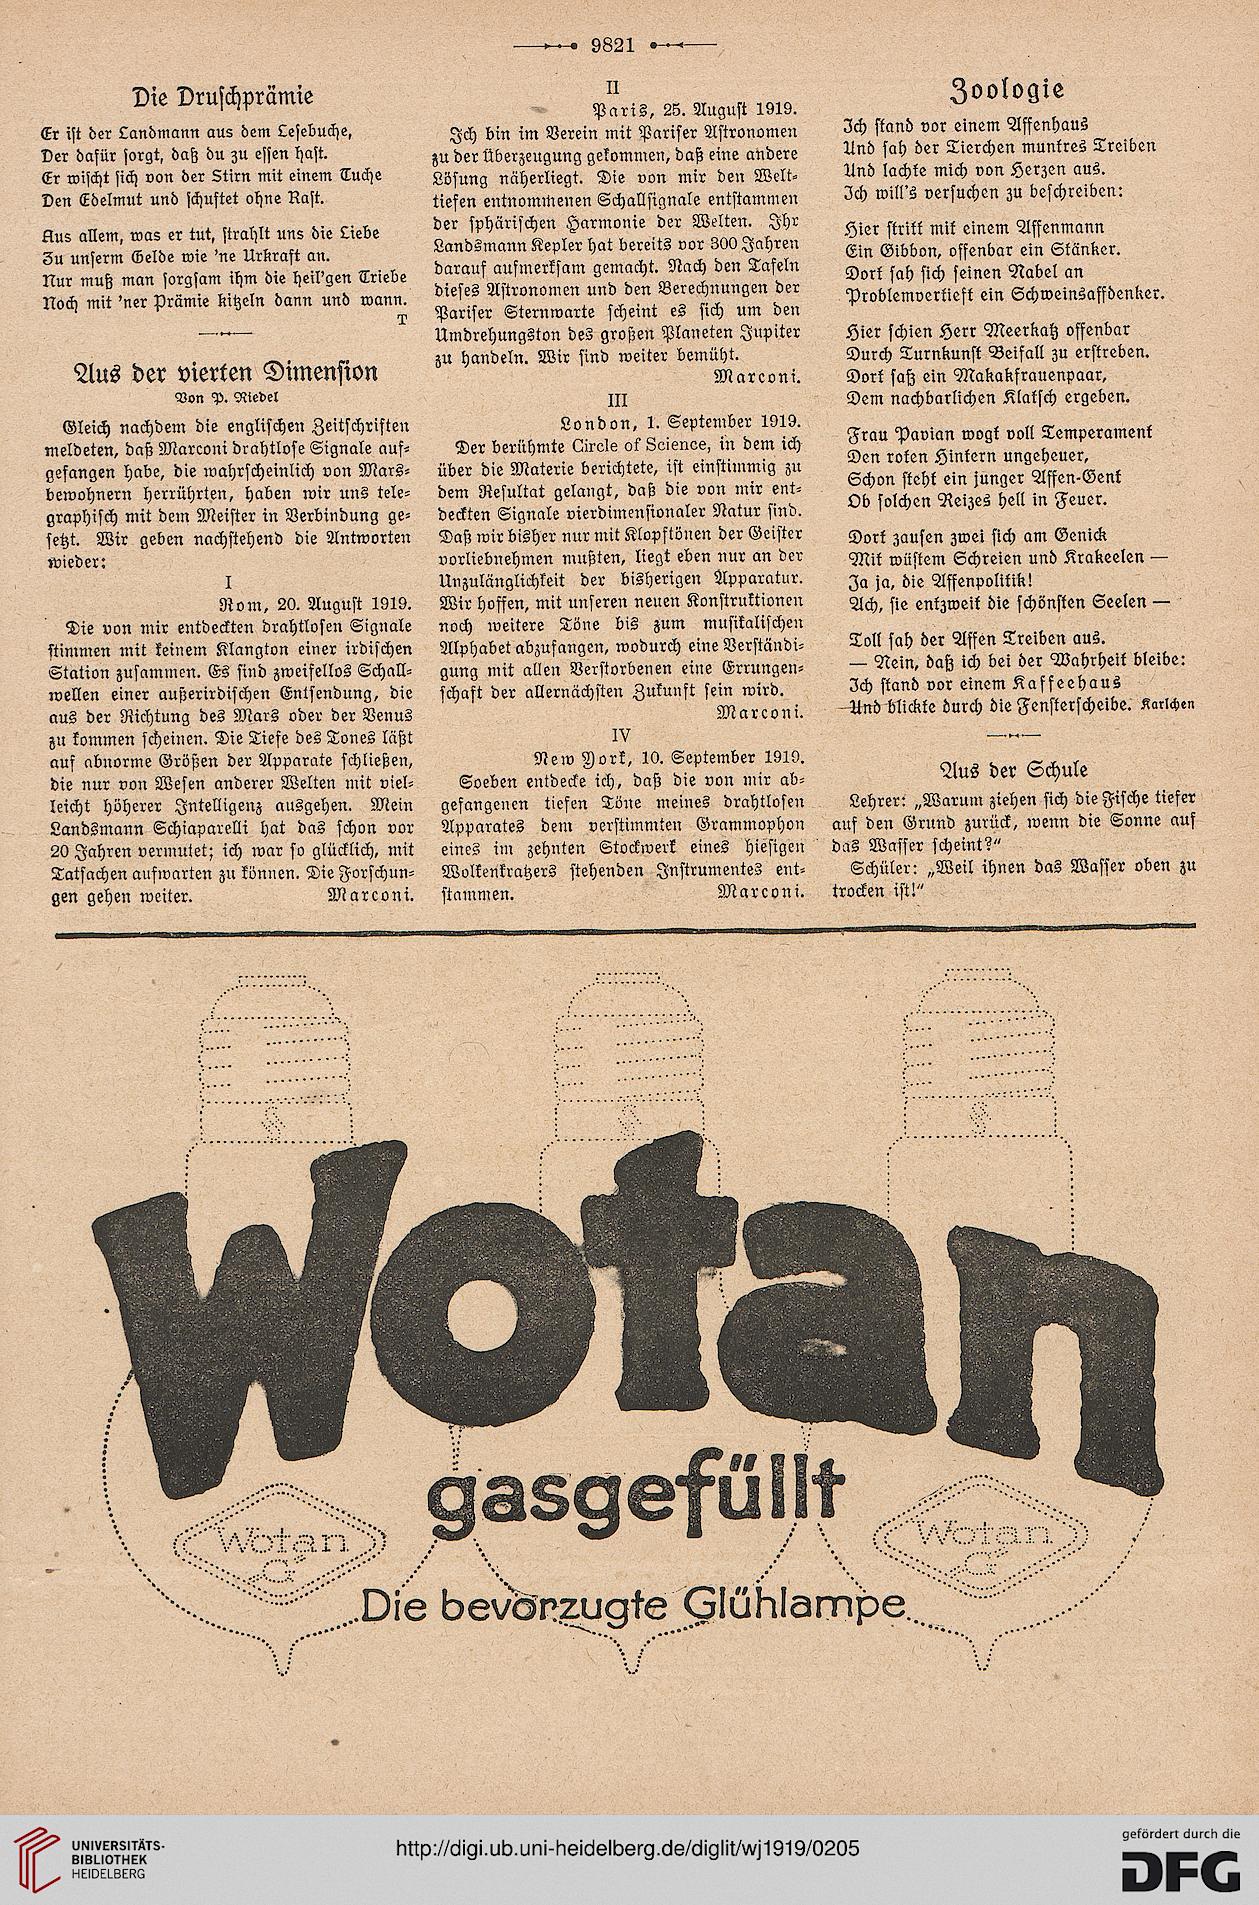 9821
Die Druschprämie
Er ist der Landmann aus dem Lesebuche,
Der dafür sorgt, daß du zu essen hast.
Er wischt sich von der Stirn mit einem Tuche
Den Edelmut und schuftet ohne Rast.
Aus allem, was er tut, strahlt uns die Liebe
Zu unserm Gelde wie 'ne Urkraft an.
Nur muß man sorgsam ihm die heil'gen Triebe
Noch mit 'ner Prämie kitzeln dann und wann.
T
Aus der vierten Dimension
Von P. Riedel
Gleich nachdem die englischen Zeitschriften
meldeten, daß Marconi drahtlose Signale auf-
gefangen habe, die wahrscheinlich von Mars-
bewohnern herrührten, haben wir uns tele-
graphisch mit dem Meister in Verbindung ge-
setzt. Wir geben nachstehend die Antworten
wieder:
I
Rom, 20. August 1919.
Die von mir entdeckten drahtlosen Signale
stimmen mit keinem Klangton einer irdischen
Station zusammen. Es sind zweifellos Schall-
wellen einer außerirdischen Entsendung, die
aus der Richtung des Mars oder der Venus
zu kommen scheinen. Die Tiefe des Tones läßt
auf abnorme Größen der Apparate schließen,
die nur von Wesen anderer Welten mit viel-
leicht höherer Intelligenz ausgehen. Mein
Landsmann Schiaparelli hat das schon vor
20 Jahren vermutet; ich war so glücklich, mit
Tatsachen aufwarten zu können. Die Forschun-
gen gehen weiter. Marconi.
II
Paris, 25. August 1919.
Ich bin im Verein mit Pariser Astronomen
zu der Überzeugung gekommen, daß eine andere
Lösung näherliegt. Die von mir den Welt-
tiefen entnommenen Schallsignale entstammen
der sphärischen Harmonie der Welten. Ihr
Landsmann Kepler hat bereits vor 300 Jahren
darauf aufmerksam gemacht. Nach den Tafeln
dieses Astronomen und den Berechnungen der
Pariser Sternwarte scheint es sich um den
Umdrehungston des großen Planeten Jupiter
zu handeln. Wir sind weiter bemüht.
Marconi.
III
London, 1. September 1919.
Der berühmte Circle of Science, in dem ich
über die Materie berichtete, ist einstimmig zu
dem Resultat gelangt, daß die von mir ent-
deckten Signale vierdimensionaler Natur sind.
Daß wir bisher nur mit Klopftönen der Geister
vorliebnehmen mußten, liegt eben nur an der
Unzulänglichkeit der bisherigen Apparatur.
Wir hoffen, mit unseren neuen Konstruktionen
noch weitere Töne bis zum musikalischen
Alphabet abzufangen, wodurch eine Verständi-
gung mit allen Verstorbenen eine Errungen-
schaft der allernächsten Zukunft sein wird.
Marconi.
IV
New York, 10. September 1919.
Soeben entdecke ich, daß die von mir ab-
gefangenen tiefen Töne meines drahtlosen
Apparates dem verstimmten Grammophon
eines im zehnten Stockwerk eines hiesigen
Wolkenkratzers stehenden Instrumentes ent-
stammen. Marconi.
Zoologie
Ich stand vor einem Affenhaus
Und sah der Tierchen muntres Treiben
Und lachte mich von Herzen aus.
Ich will's versuchen zu beschreiben:
Hier stritt mit einem Affenmann
Ein Gibbon, offenbar ein Stänker.
Dort sah sich seinen Nabel an
Problemvertieft ein Schweinsaffdenker.
Hier schien Herr Meerkatz offenbar
Durch Turnkunst Beifall zu erstreben.
Dort saß ein Makakfrauenpaar,
Dem nachbarlichen Klatsch ergeben.
Frau Pavian wogt voll Temperament
Den roten Hintern ungeheuer,
Schon steht ein junger Affen-Gent
Ob solchen Reizes hell in Feuer.
Dort zausen zwei sich am Genick
Mit wüstem Schreien und Krakeelen —
Ja ja, die Affenpolitik!
Ach, sie entzweit die schönsten Seelen —
Toll sah der Affen Treiben aus.
— Nein, daß ich bei der Wahrheit bleibe:
Ich stand vor einem Kaffeehaus
Und blickte durch die Fensterscheibe. Karlchen
Aus der Schule
Lehrer: „Warum ziehen sich die Fische tiefer
auf den Grund zurück, wenn die Sonne auf
das Wasser scheint?“
Schüler: „Weil ihnen das Wasser oben zu
trocken ist!“
Wotan
gasgefüllt
Wotan
G
Wotan
G
Die bevorzugte Glühlampe
UNIVERSITÄTS-
BIBLIOTHEK
HEIDELBERG
http://digi.ub.uni-heidelberg.de/diglit/wj1919/0205
gefördert durch die
DFG